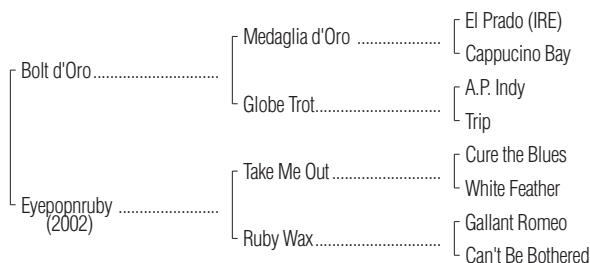 El Prado (IRE)
Medaglia d'Oro ....................
Cappucino Bay
Bolt d'Oro ..............................
A.P. Indy
Globe Trot ..............................
Trip
Cure the Blues
Take Me Out ..........................
White Feather
Eyepopnruby ........................
(2002)
Gallant Romeo
Ruby Wax ..............................
Can't Be Bothered